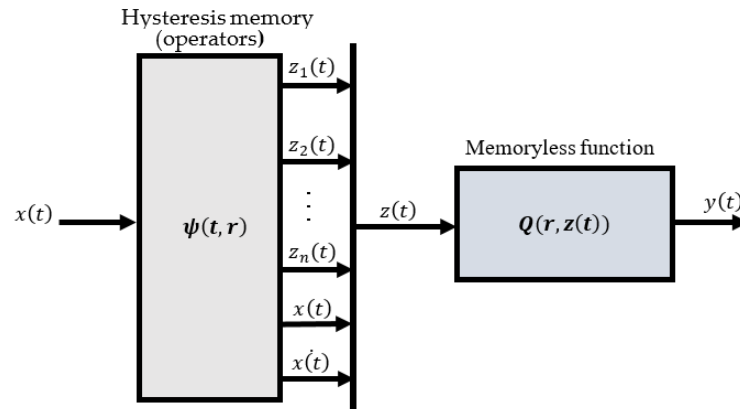 Hysteresis memory
(operators)
z₁(t)
z₂(t)
⋮
zₙ(t)
x(t)
ẋ(t)
x(t)
ψ(t, r)
z(t)
Memoryless function
Q(r, z(t))
y(t)